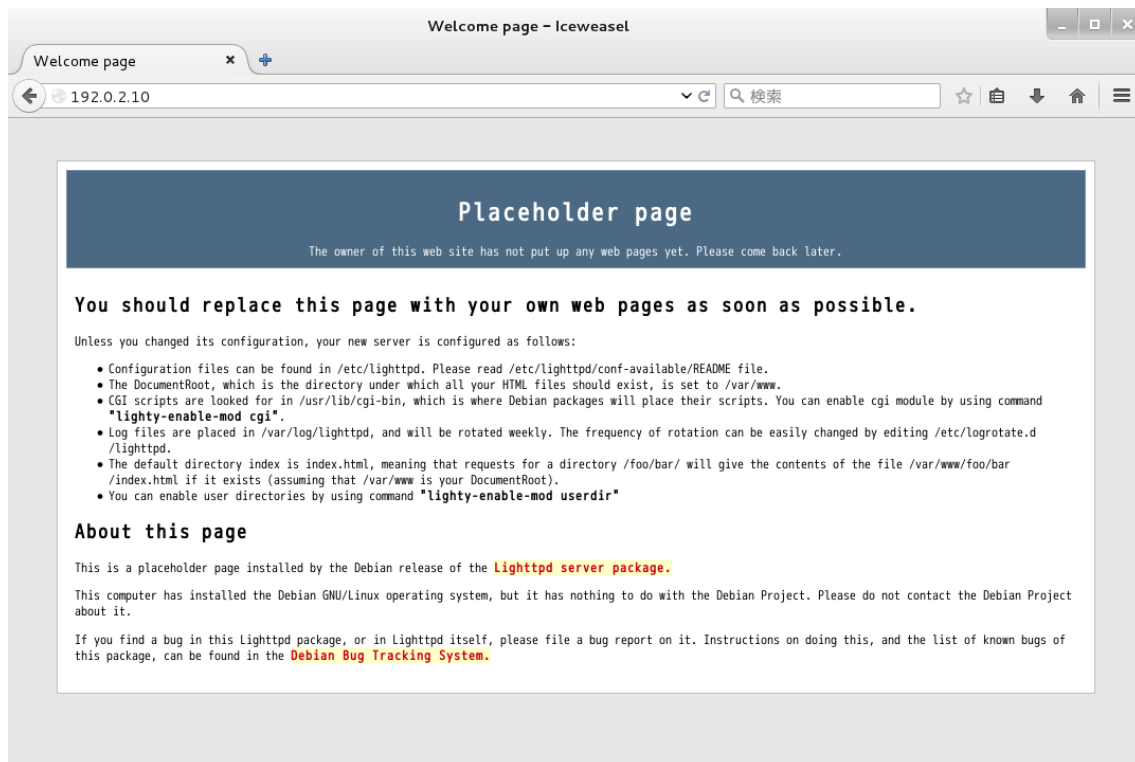 Welcome page – Iceweasel
Welcome page
192.0.2.10
検索
Placeholder page
The owner of this web site has not put up any web pages yet. Please come back later.
You should replace this page with your own web pages as soon as possible.
Unless you changed its configuration, your new server is configured as follows:
Configuration files can be found in /etc/lighttpd. Please read /etc/lighttpd/conf-available/README file.
The DocumentRoot, which is the directory under which all your HTML files should exist, is set to /var/www.
CGI scripts are looked for in /usr/lib/cgi-bin, which is where Debian packages will place their scripts. You can enable cgi module by using command
"lighty-enable-mod cgi".
Log files are placed in /var/log/lighttpd, and will be rotated weekly. The frequency of rotation can be easily changed by editing /etc/logrotate.d
/lighttpd.
The default directory index is index.html, meaning that requests for a directory /foo/bar/ will give the contents of the file /var/www/foo/bar
/index.html if it exists (assuming that /var/www is your DocumentRoot).
You can enable user directories by using command "lighty-enable-mod userdir"
About this page
This is a placeholder page installed by the Debian release of the Lighttpd server package.
This computer has installed the Debian GNU/Linux operating system, but it has nothing to do with the Debian Project. Please do not contact the Debian Project
about it.
If you find a bug in this Lighttpd package, or in Lighttpd itself, please file a bug report on it. Instructions on doing this, and the list of known bugs of
this package, can be found in the Debian Bug Tracking System.